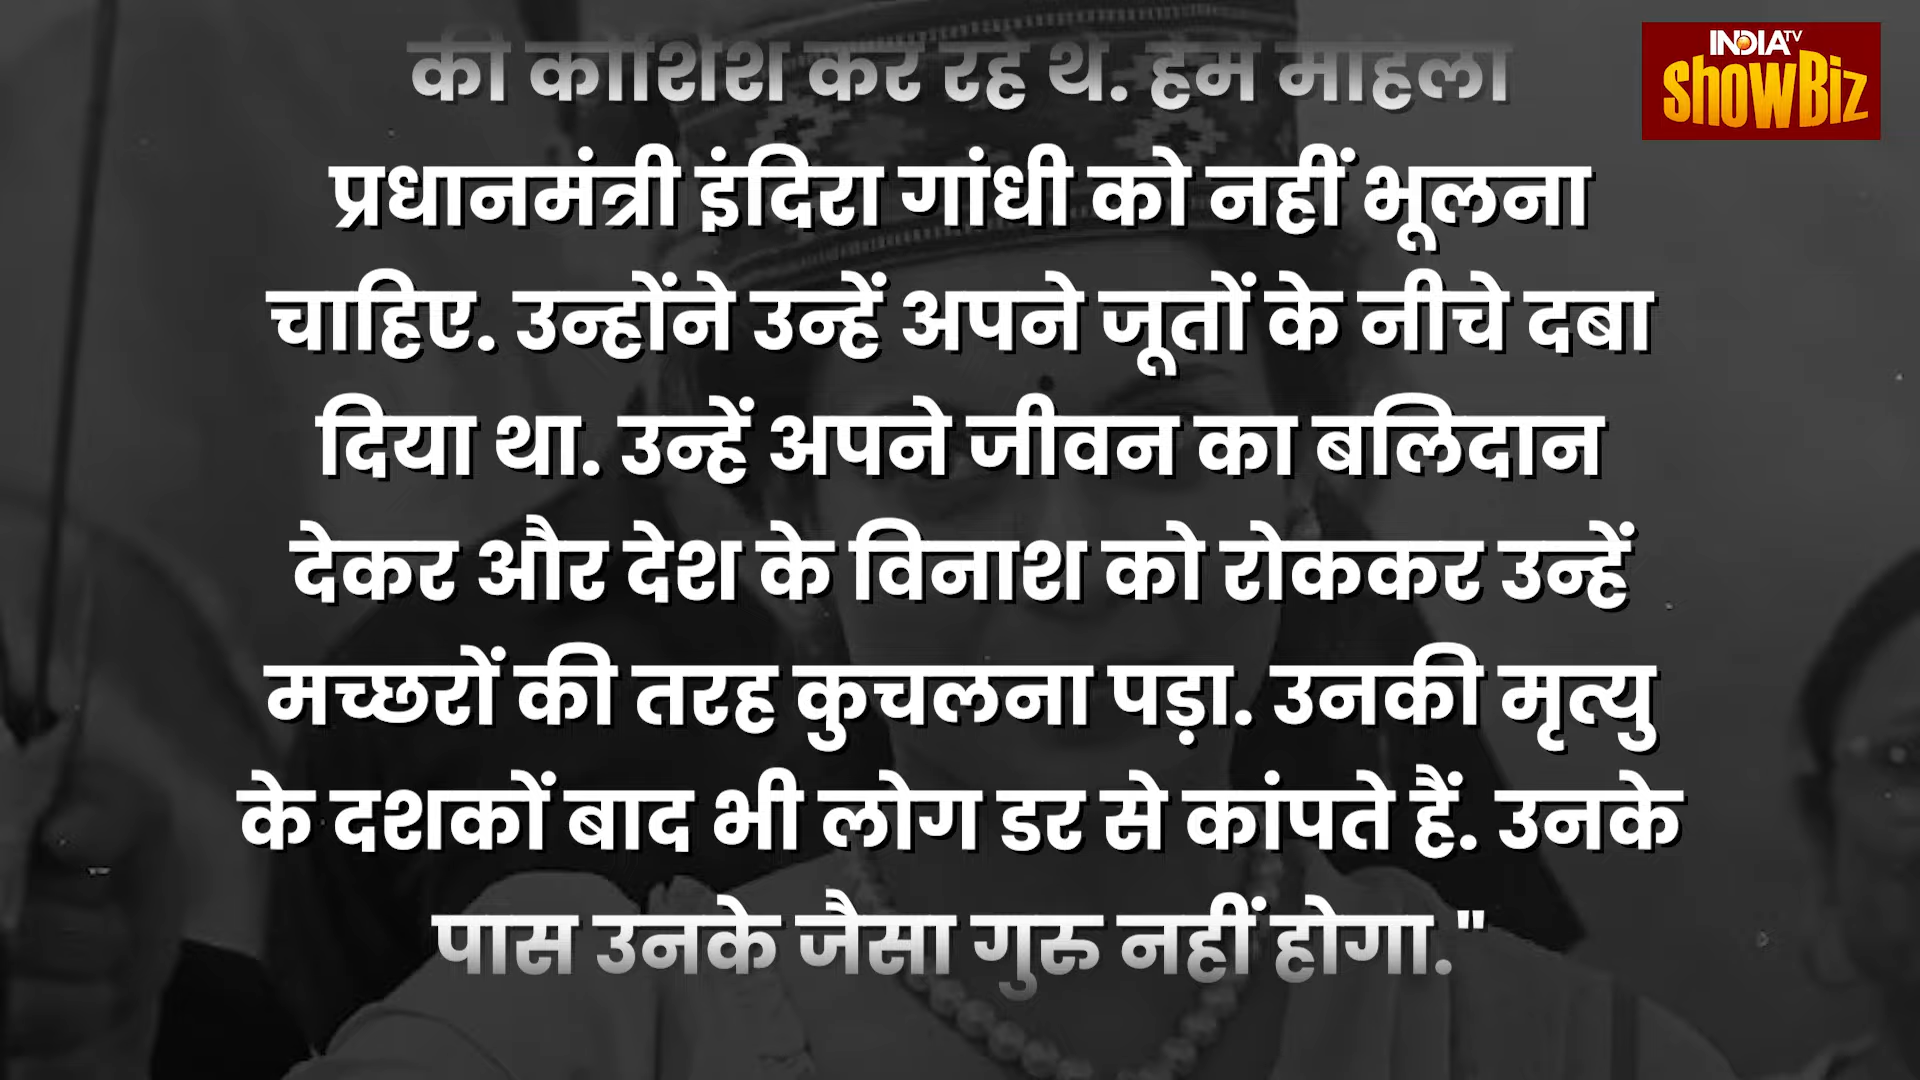 की कोशिश कर रहे थे. हमें महिला
प्रधानमंत्री इंदिरा गांधी को नहीं भूलना
चाहिए. उन्होंने उन्हें अपने जूतों के नीचे दबा
दिया था. उन्हें अपने जीवन का बलिदान
देकर और देश के विनाश को रोककर उन्हें
मच्छरों की तरह कुचलना पड़ा. उनकी मृत्यु
के दशकों बाद भी लोग डर से कांपते हैं. उनके
पास उनके जैसा गुरु नहीं होगा."
INDIA TV
ShowBiz